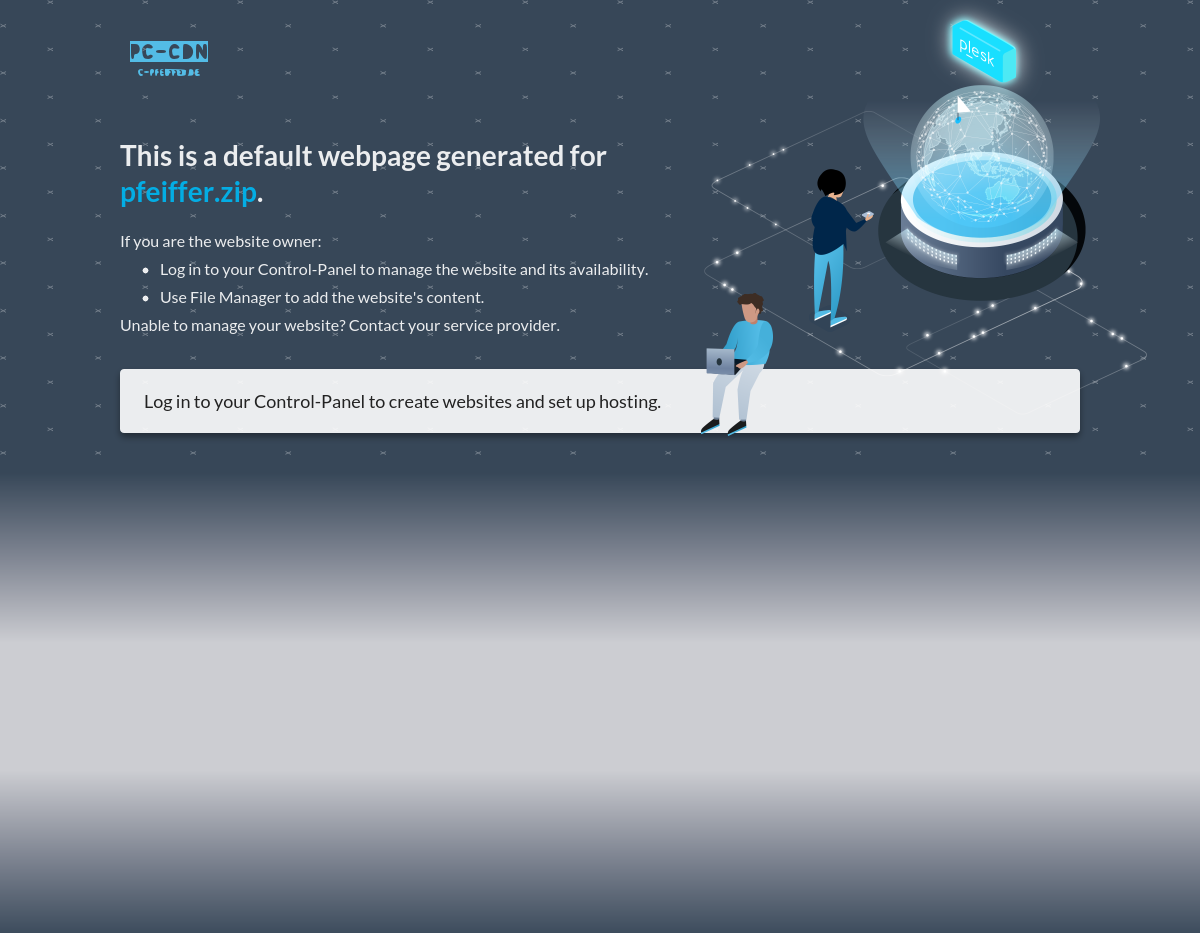 PC-CDN
C-PFEIFFER.DE
plesk
This is a default webpage generated for
pfeiffer.zip.
If you are the website owner:
• Log in to your Control-Panel to manage the website and its availability.
• Use File Manager to add the website's content.
Unable to manage your website? Contact your service provider.
Log in to your Control-Panel to create websites and set up hosting.